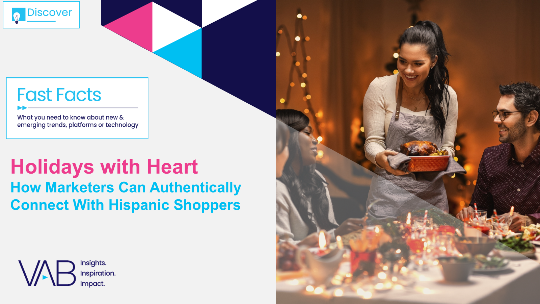 Discover
Fast Facts
What you need to know about new &
emerging trends, platforms or technology
Holidays with Heart
How Marketers Can Authentically
Connect With Hispanic Shoppers
VAB
Insights.
Inspiration.
Impact.